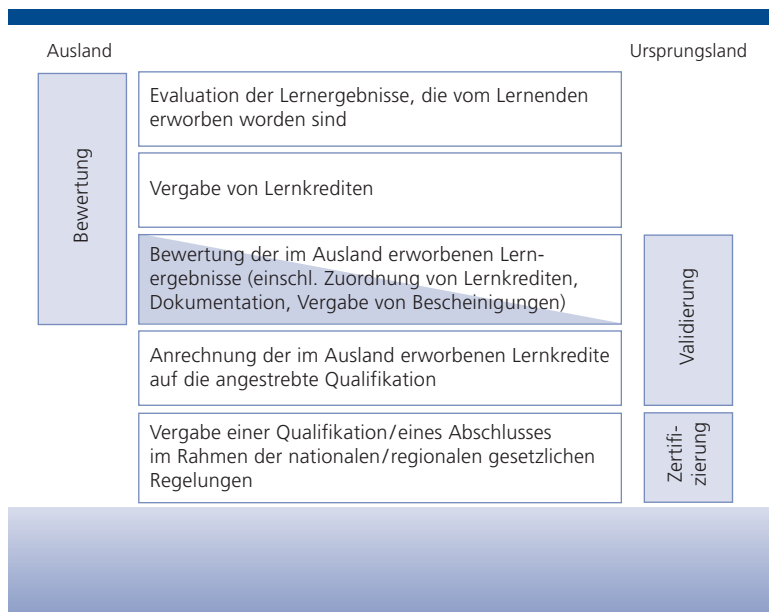 Ausland
Ursprungsland
Bewertung
Evaluation der Lernergebnisse, die vom Lernenden
erworben worden sind
Vergabe von Lernkrediten
Bewertung der im Ausland erworbenen Lern-
ergebnisse (einschl. Zuordnung von Lernkrediten,
Dokumentation, Vergabe von Bescheinigungen)
Validierung
Anrechnung der im Ausland erworbenen Lernkredite
auf die angestrebte Qualifikation
Vergabe einer Qualifikation/eines Abschlusses
im Rahmen der nationalen/regionalen gesetzlichen
Regelungen
Zertifi-
zierung